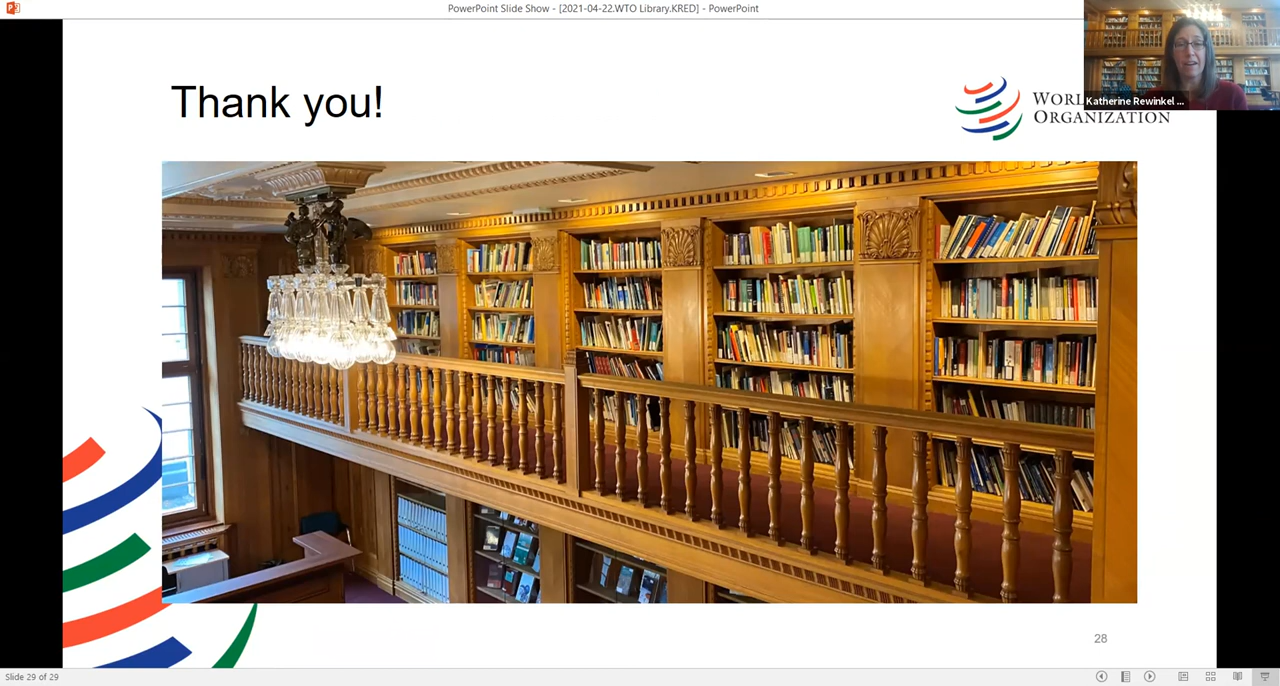 PowerPoint Slide Show - [2021-04-22.WTO Library.KRED] - PowerPoint
Thank you!
ORGANIZATION
Katherine Rewinkel ...
28
Slide 29 of 29